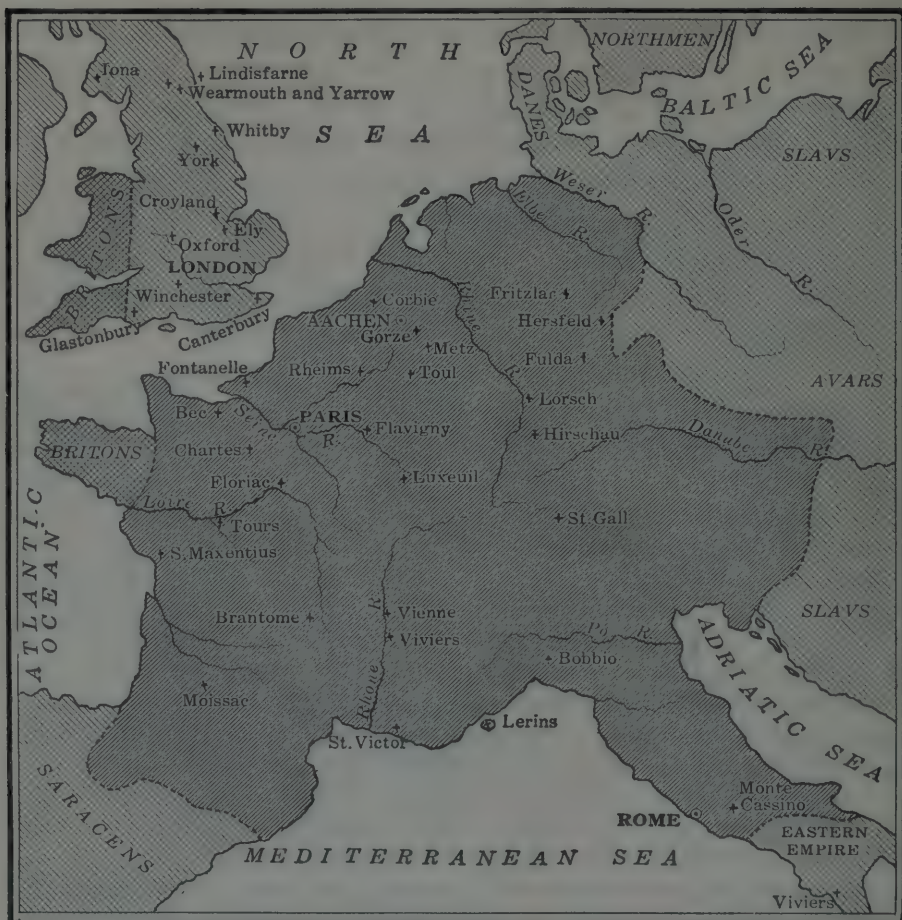 NORTH
SEA
NORTHMEN
DANES
BALTIC SEA
SLAVS
Iona
Lindisfarne
Wearmouth and Yarrow
Whitby
York
Croyland
Ely
Oxford
LONDON
Winchester
Glastonbury
Canterbury
BRITONS
Weser R.
Elbe R.
Oder R.
Corbie
AACHEN
Gorze
Metz
Rheims
Toul
Rhine R.
Fritzlar
Hersfeld
Fulda
Lorsch
Hirschau
AVARS
Danube R.
Fontanelle
Bec
Seine R.
PARIS
Flavigny
Chartes
Floriac
Luxeuil
BRITONS
Loire R.
Tours
St. Gall
S. Maxentius
ATLANTIC
OCEAN
Brantome
Vienne
Viviers
Rhone R.
Po R.
Bobbio
SLAVS
ADRIATIC SEA
Moissac
St. Victor
Lerins
SARACENS
Monte
Cassino
ROME
EASTERN
EMPIRE
MEDITERRANEAN SEA
Viviers